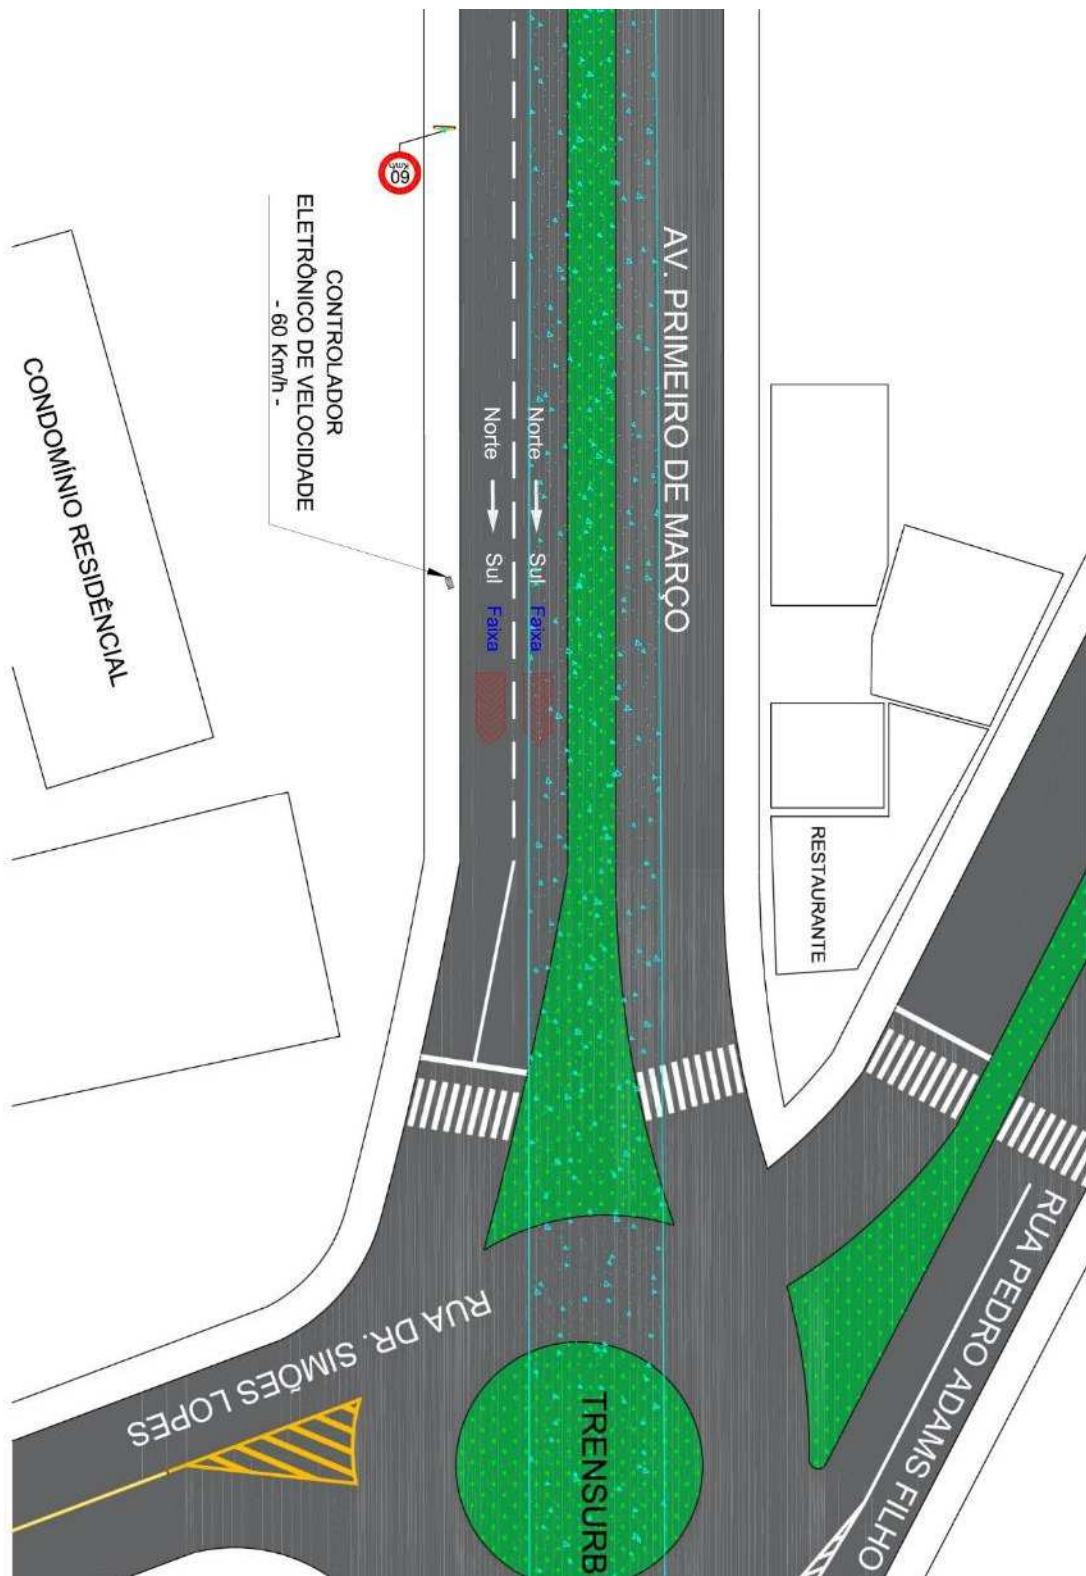 60
Km/h
CONTROLADOR
ELETRÔNICO DE VELOCIDADE
- 60 Km/h -
CONDOMÍNIO RESIDÊNCIAL
AV. PRIMEIRO DE MARÇO
Norte Sul Faixa
Norte Sul Faixa
RESTAURANTE
RUA PEDRO ADAMS FILHO
RUA DR. SIMÕES LOPES
TRENSURB